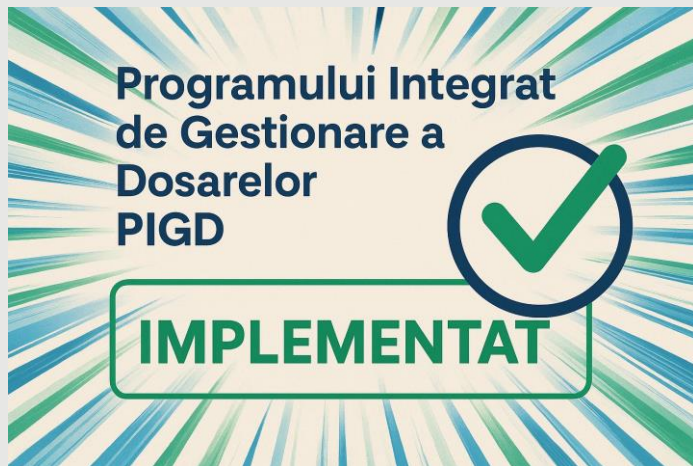 Programului Integrat
de Gestionare a
Dosarelor
PIGD
IMPLEMENTAT